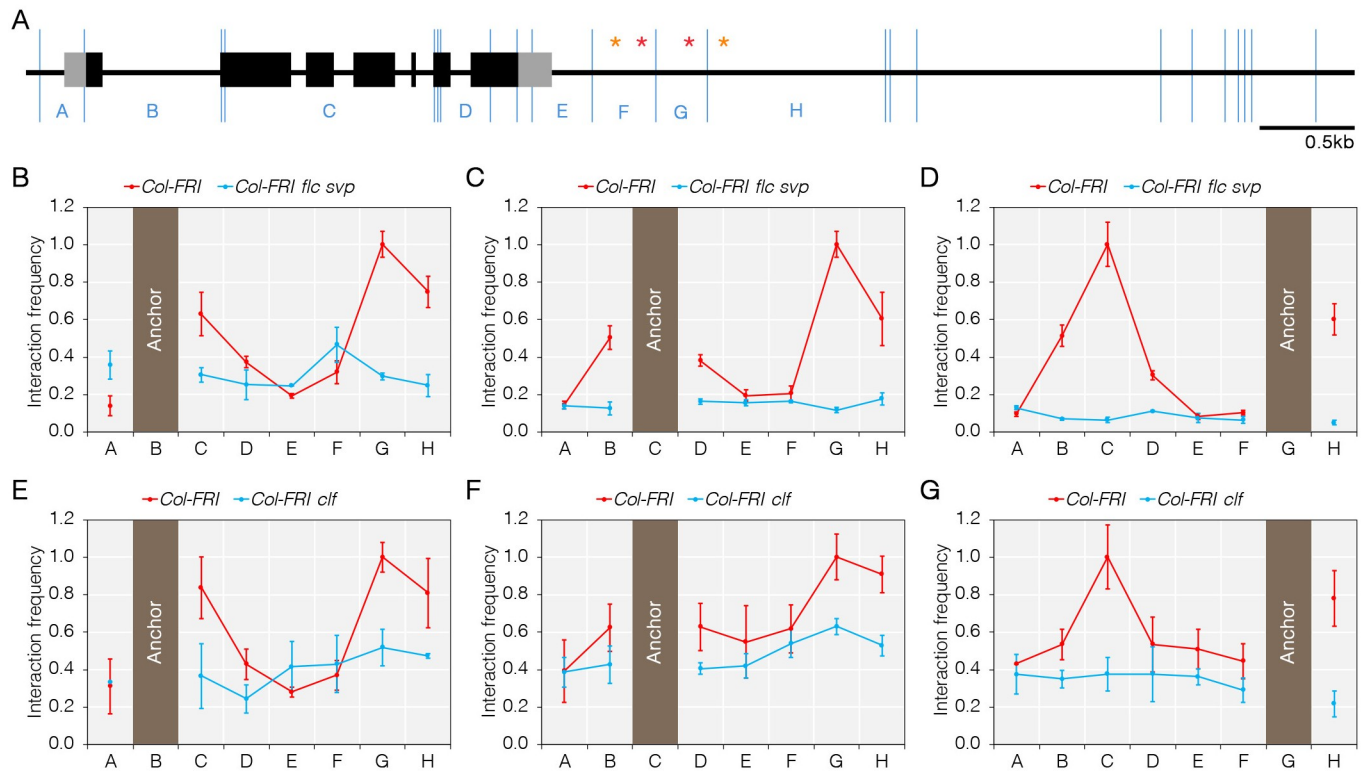 A
* * * *
A B C D E F G H
0.5kb
B
Col-FRI Col-FRI flc svp
Interaction frequency
1.2
1.0
0.8
0.6
0.4
0.2
0.0
Anchor
A B C D E F G H
C
Col-FRI Col-FRI flc svp
Interaction frequency
1.2
1.0
0.8
0.6
0.4
0.2
0.0
Anchor
A B C D E F G H
D
Col-FRI Col-FRI flc svp
Interaction frequency
1.2
1.0
0.8
0.6
0.4
0.2
0.0
Anchor
A B C D E F G H
E
Col-FRI Col-FRI clf
Interaction frequency
1.2
1.0
0.8
0.6
0.4
0.2
0.0
Anchor
A B C D E F G H
F
Col-FRI Col-FRI clf
Interaction frequency
1.2
1.0
0.8
0.6
0.4
0.2
0.0
Anchor
A B C D E F G H
G
Col-FRI Col-FRI clf
Interaction frequency
1.2
1.0
0.8
0.6
0.4
0.2
0.0
Anchor
A B C D E F G H